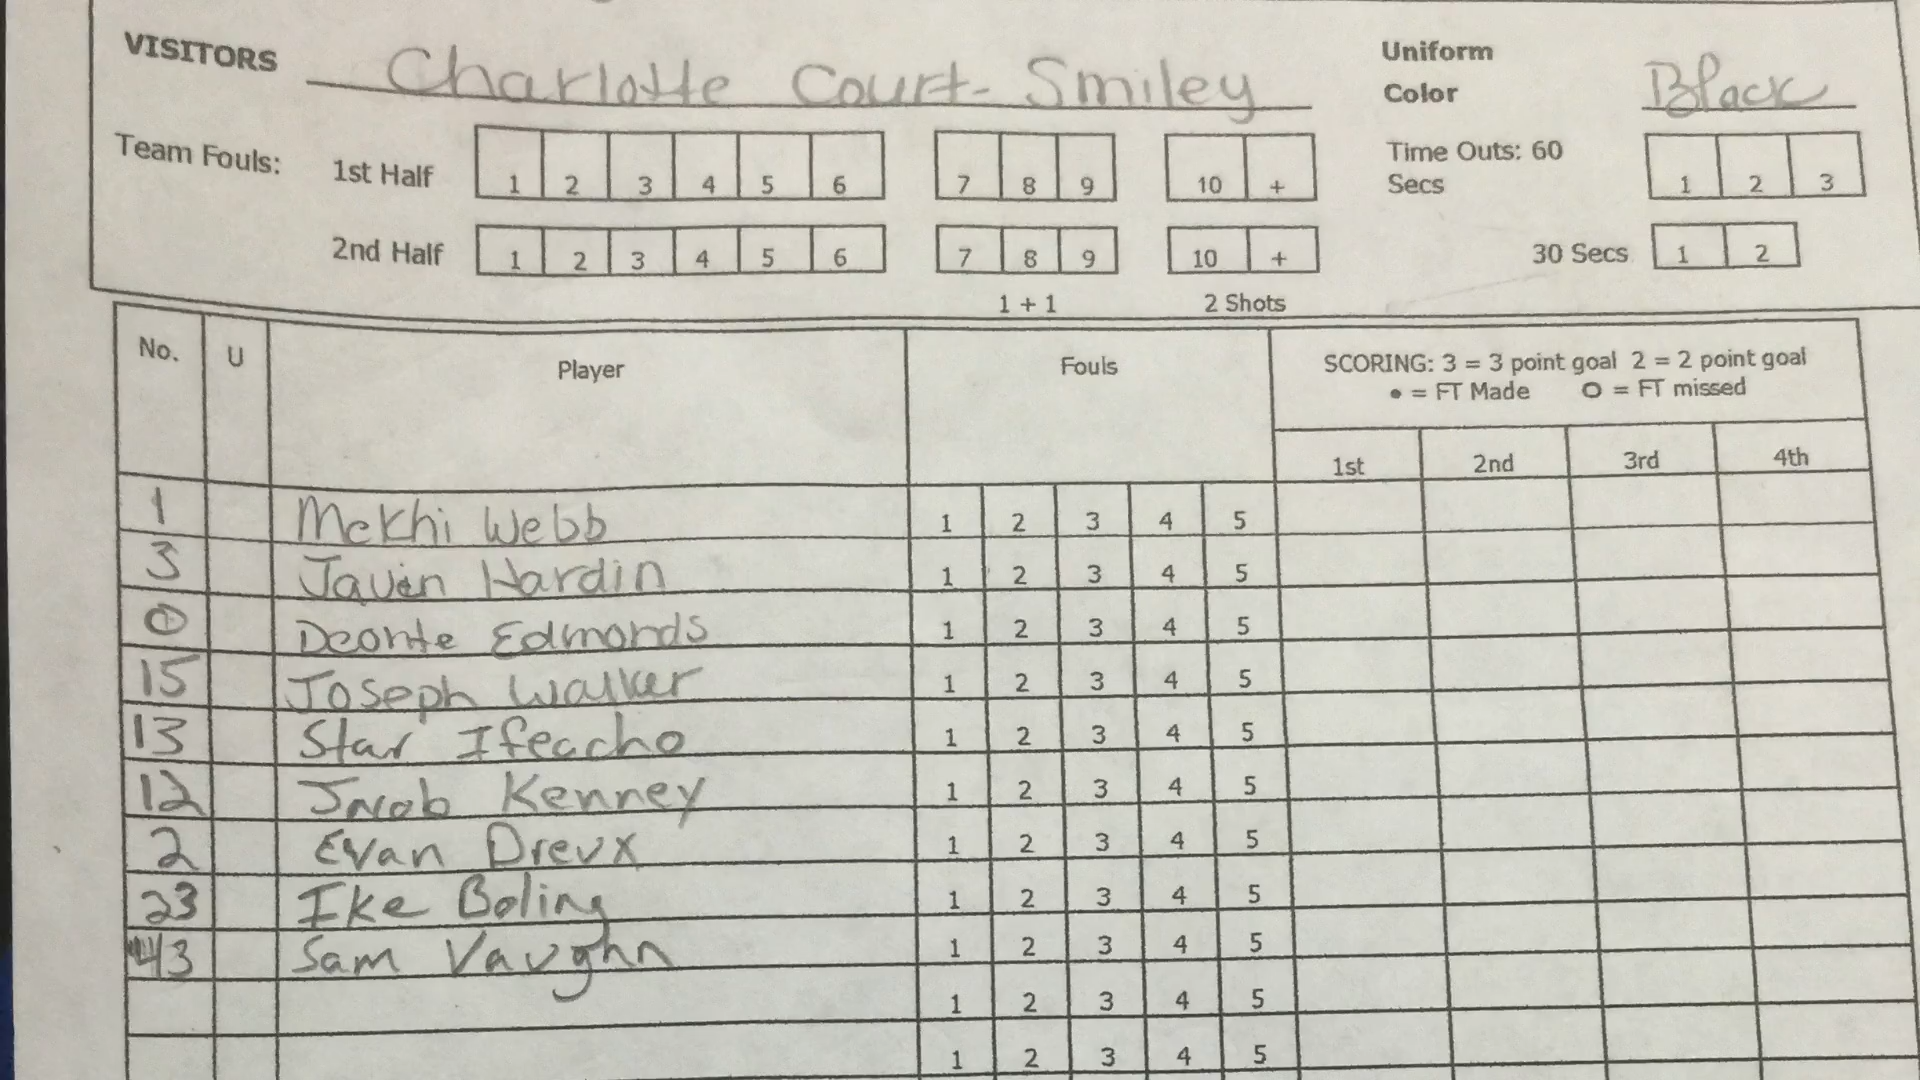 VISITORS Charlotte Court-Smiley Uniform Color Black
Team Fouls: 1st Half 1 2 3 4 5 6 7 8 9 10 + Time Outs: 60 Secs 1 2 3
2nd Half 1 2 3 4 5 6 7 8 9 10 + 30 Secs 1 2
1 + 1 2 Shots
No. U Player Fouls SCORING: 3 = 3 point goal 2 = 2 point goal
• = FT Made O = FT missed
1st 2nd 3rd 4th
1 Mekhi Webb 1 2 3 4 5
3 Javin Hardin 1 2 3 4 5
0 Deonte Edmonds 1 2 3 4 5
15 Joseph Walker 1 2 3 4 5
13 Star Ifeacho 1 2 3 4 5
12 Jacob Kenney 1 2 3 4 5
2 Evan Dreux 1 2 3 4 5
23 Ike Boling 1 2 3 4 5
43 Sam Vaughn 1 2 3 4 5
1 2 3 4 5
1 2 3 4 5